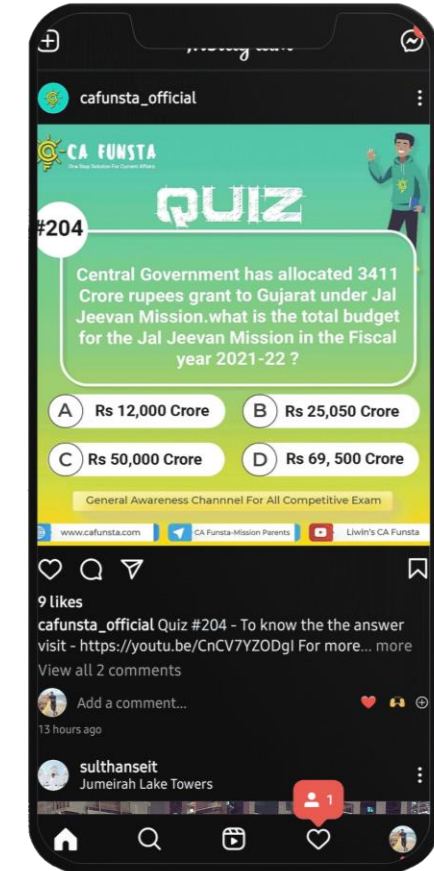 cafunsta_official
CA FUNSTA
One Stop Solution For Current Affairs
QUIZ
#204
Central Government has allocated 3411
Crore rupees grant to Gujarat under Jal
Jeevan Mission.what is the total budget
for the Jal Jeevan Mission in the Fiscal
year 2021-22 ?
A Rs 12,000 Crore
B Rs 25,050 Crore
C Rs 50,000 Crore
D Rs 69, 500 Crore
General Awareness Channnel For All Competitive Exam
www.cafunsta.com
CA Funsta-Mission Parents
Liwin's CA Funsta
9 likes
cafunsta_official Quiz #204 - To know the the answer
visit - https://youtu.be/CnCV7YZODgI For more... more
View all 2 comments
Add a comment...
13 hours ago
sulthanseit
Jumeirah Lake Towers
1